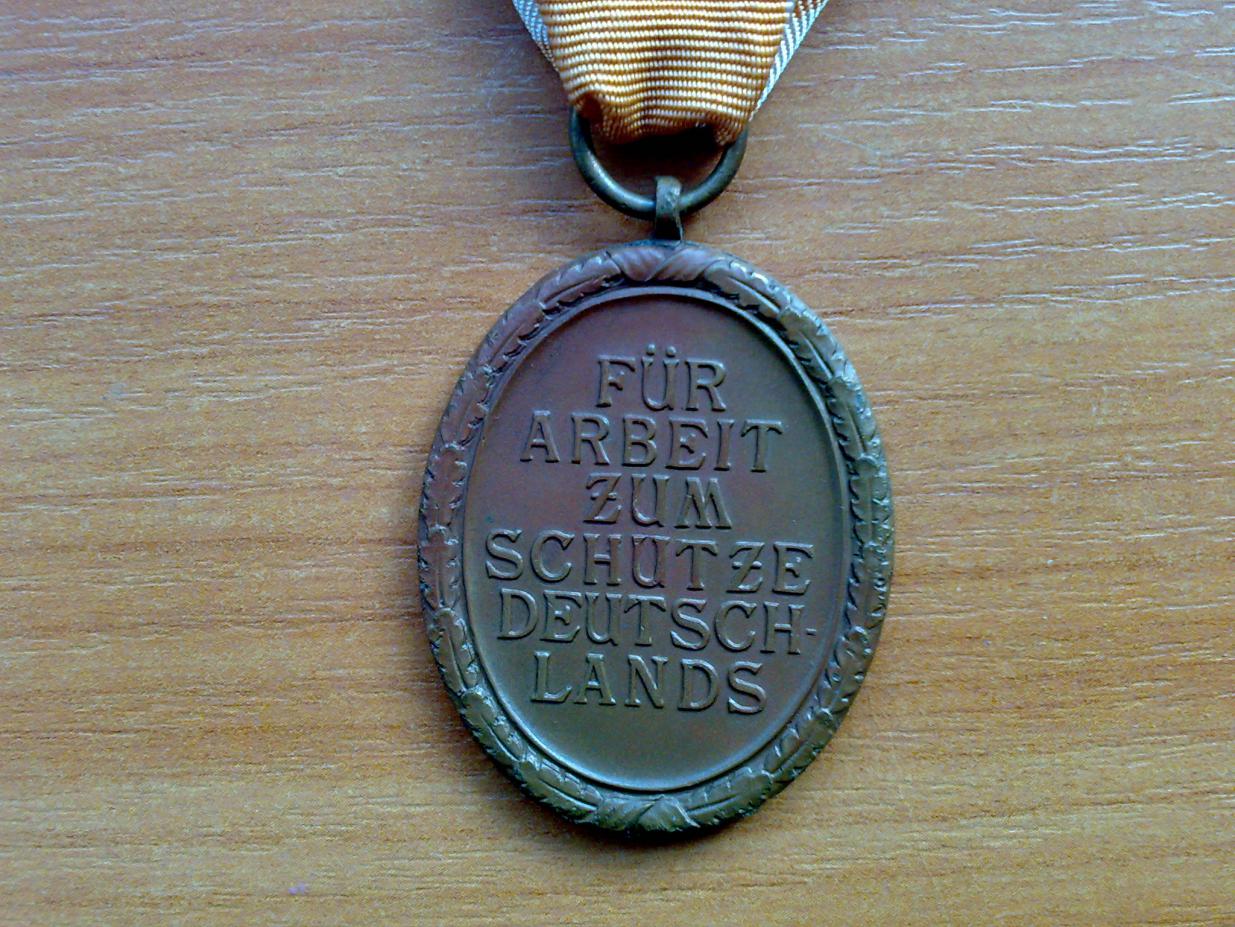 FÜR
ARBEIT
ZUM
SCHUTZE
DEUTSCH-
LANDS